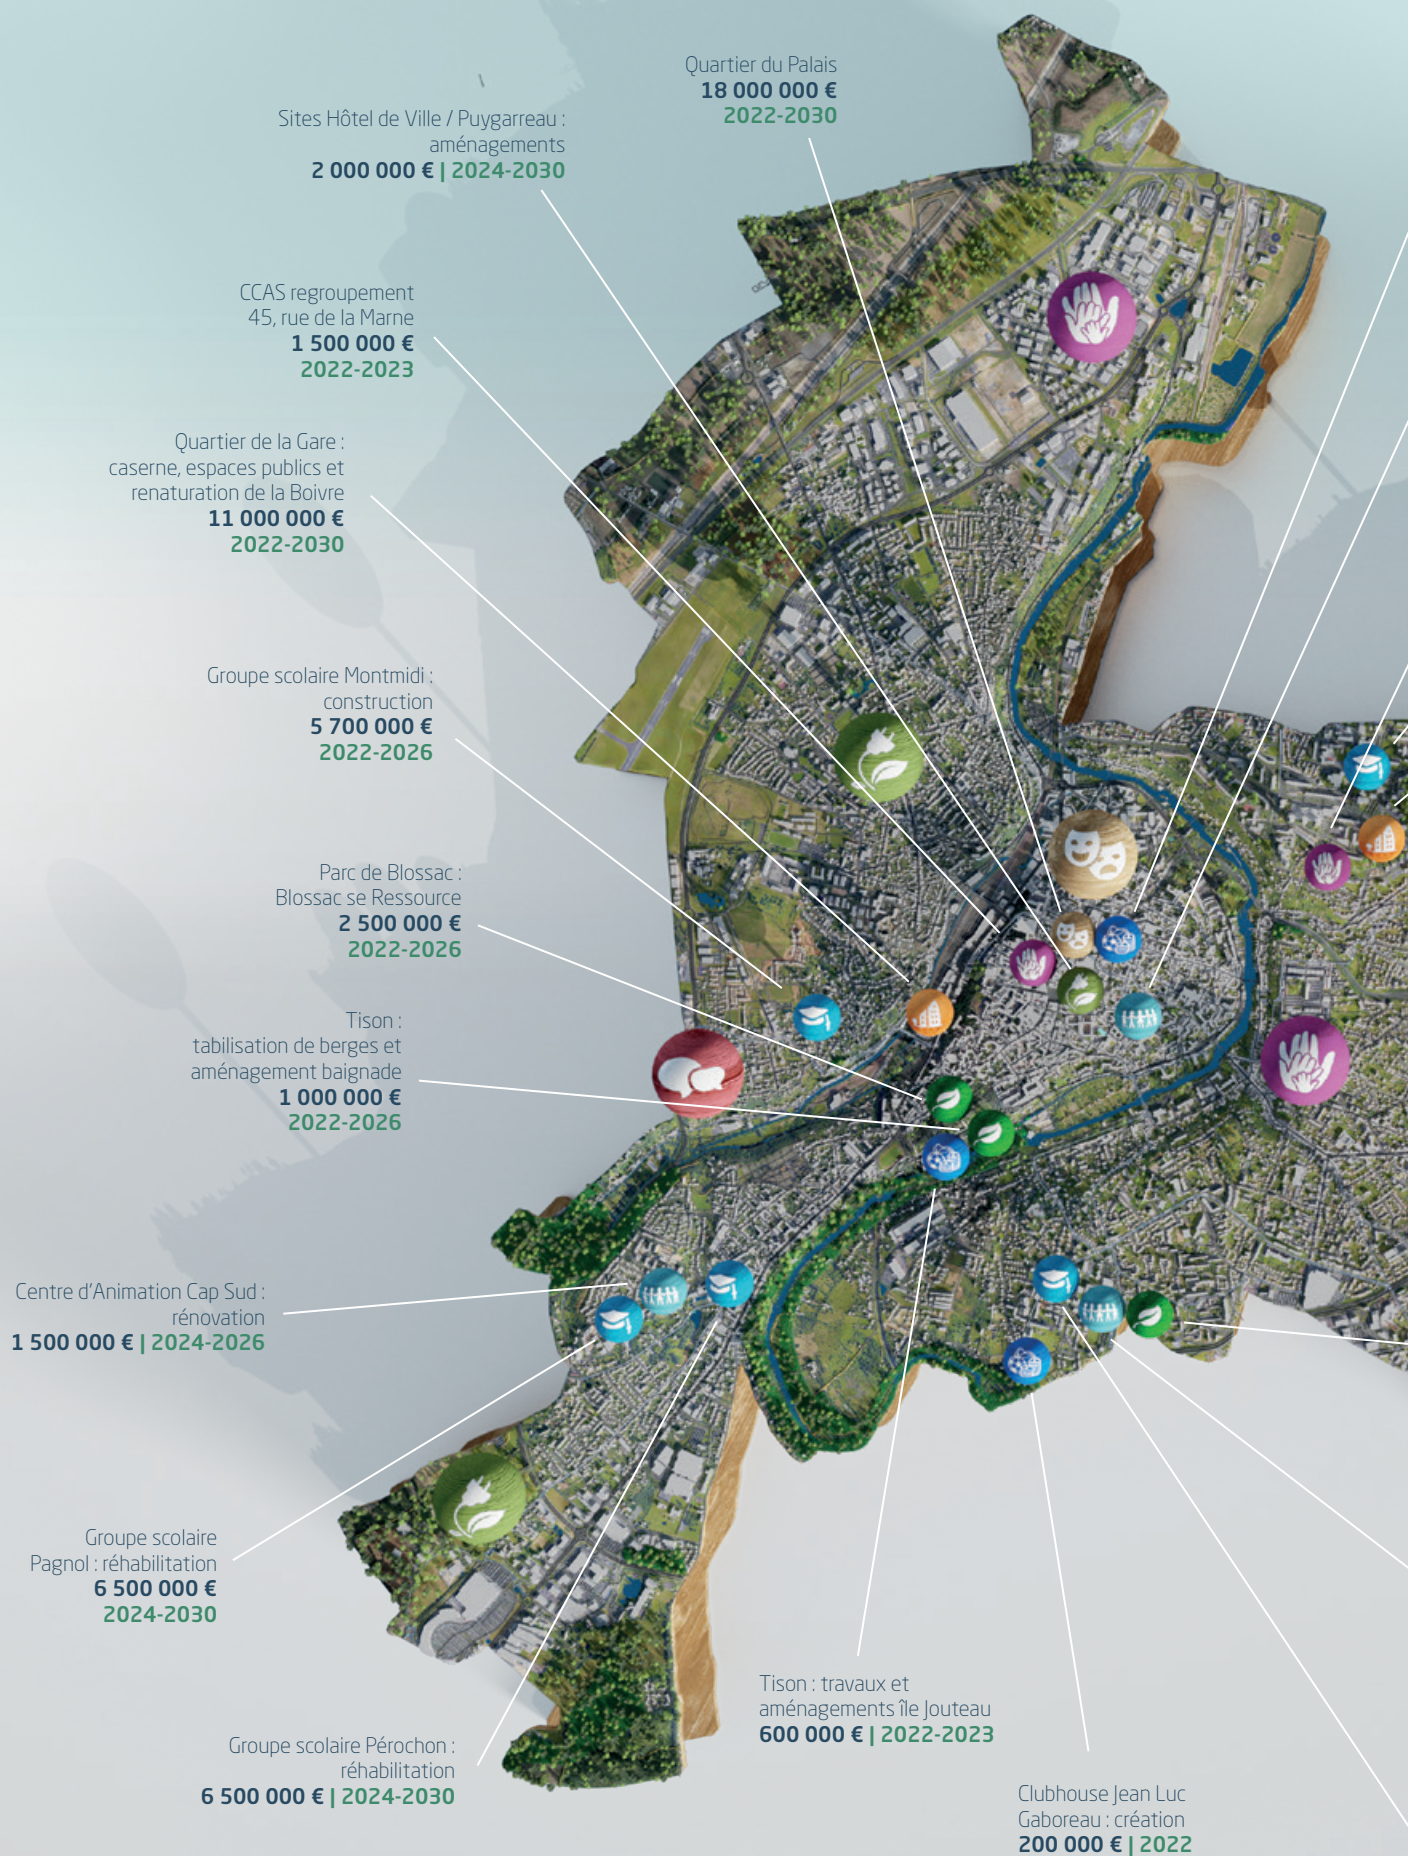 Quartier du Palais
18 000 000 €
2022-2030
Sites Hôtel de Ville / Puygarreau :
aménagements
2 000 000 € | 2024-2030
CCAS regroupement
45, rue de la Marne
1 500 000 €
2022-2023
Quartier de la Gare :
caserne, espaces publics et
renaturation de la Boivre
11 000 000 €
2022-2030
Groupe scolaire Montmidi :
construction
5 700 000 €
2022-2026
Parc de Blossac :
Blossac se Ressource
2 500 000 €
2022-2026
Tison :
tabilisation de berges et
aménagement baignade
1 000 000 €
2022-2026
Centre d'Animation Cap Sud :
rénovation
1 500 000 € | 2024-2026
Groupe scolaire
Pagnol : réhabilitation
6 500 000 €
2024-2030
Groupe scolaire Pérochon :
réhabilitation
6 500 000 € | 2024-2030
Tison : travaux et
aménagements île Jouteau
600 000 € | 2022-2023
Clubhouse Jean Luc
Gaboreau : création
200 000 € | 2022